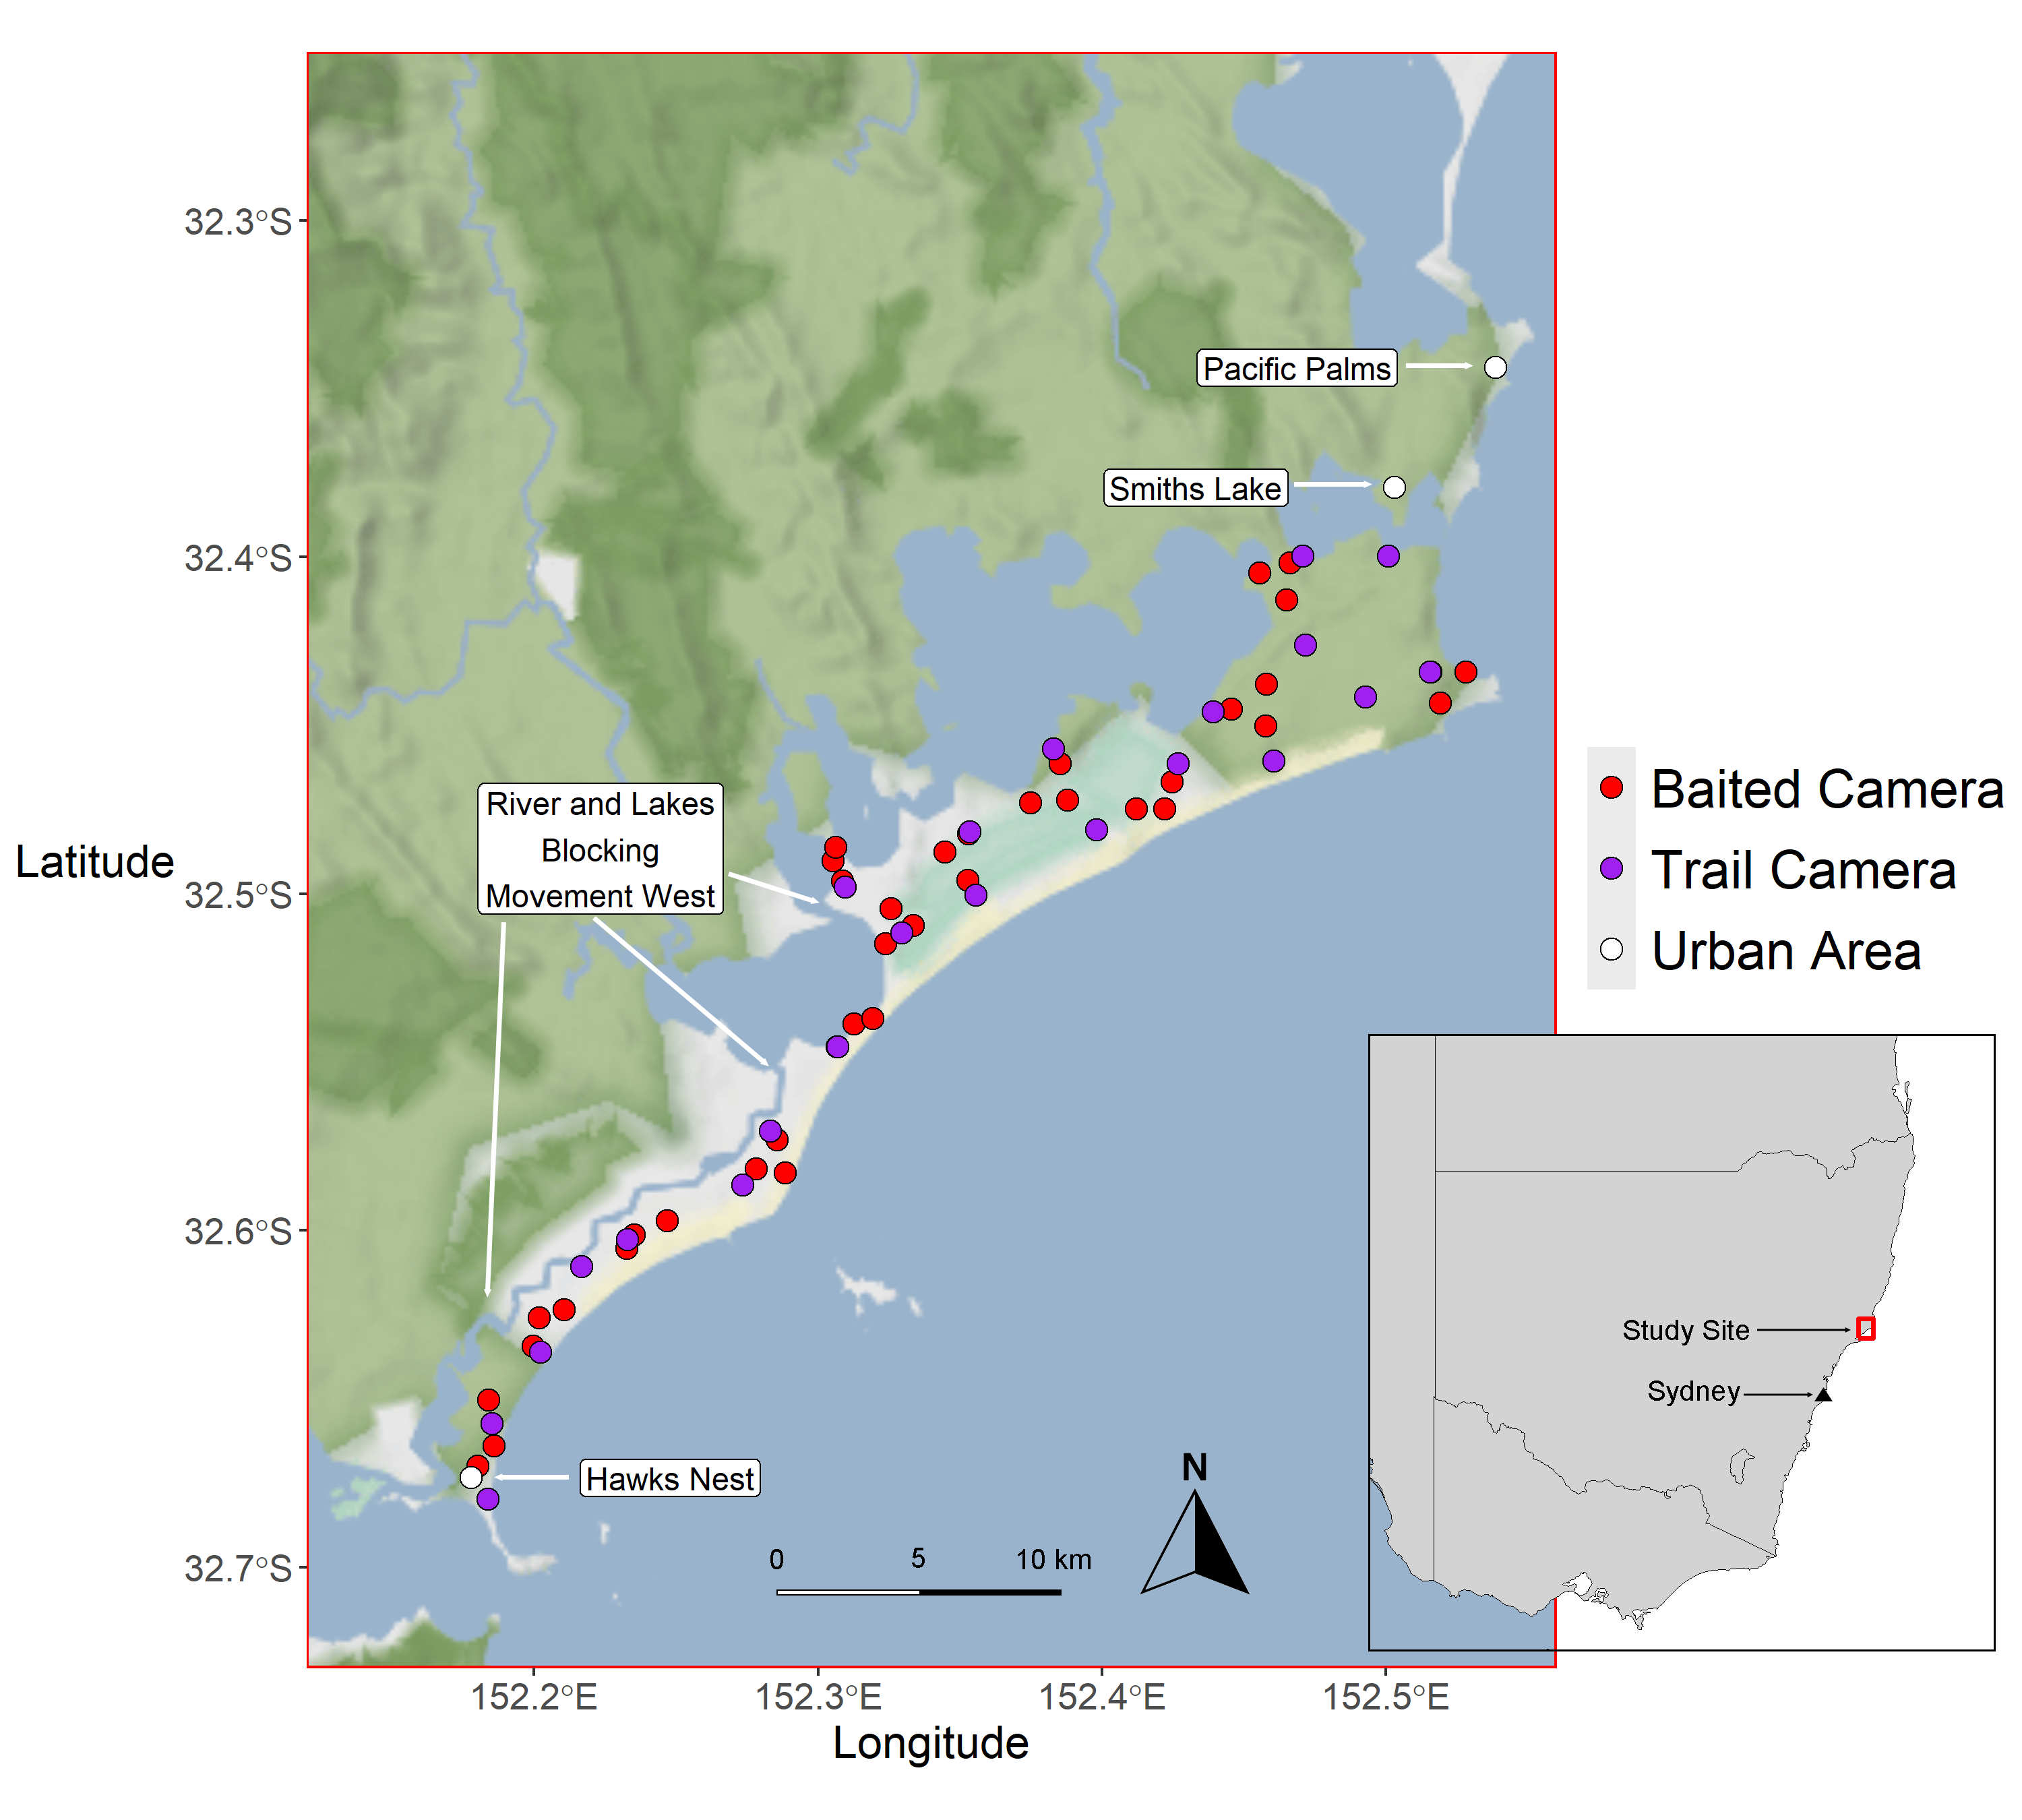 32.3°S
Pacific Palms
Smiths Lake
32.4°S
River and Lakes
Blocking
Movement West
Baited Camera
Trail Camera
Urban Area
Latitude
32.5°S
32.6°S
Study Site
Sydney
Hawks Nest
N
0 5 10 km
32.7°S
152.2°E 152.3°E 152.4°E 152.5°E
Longitude